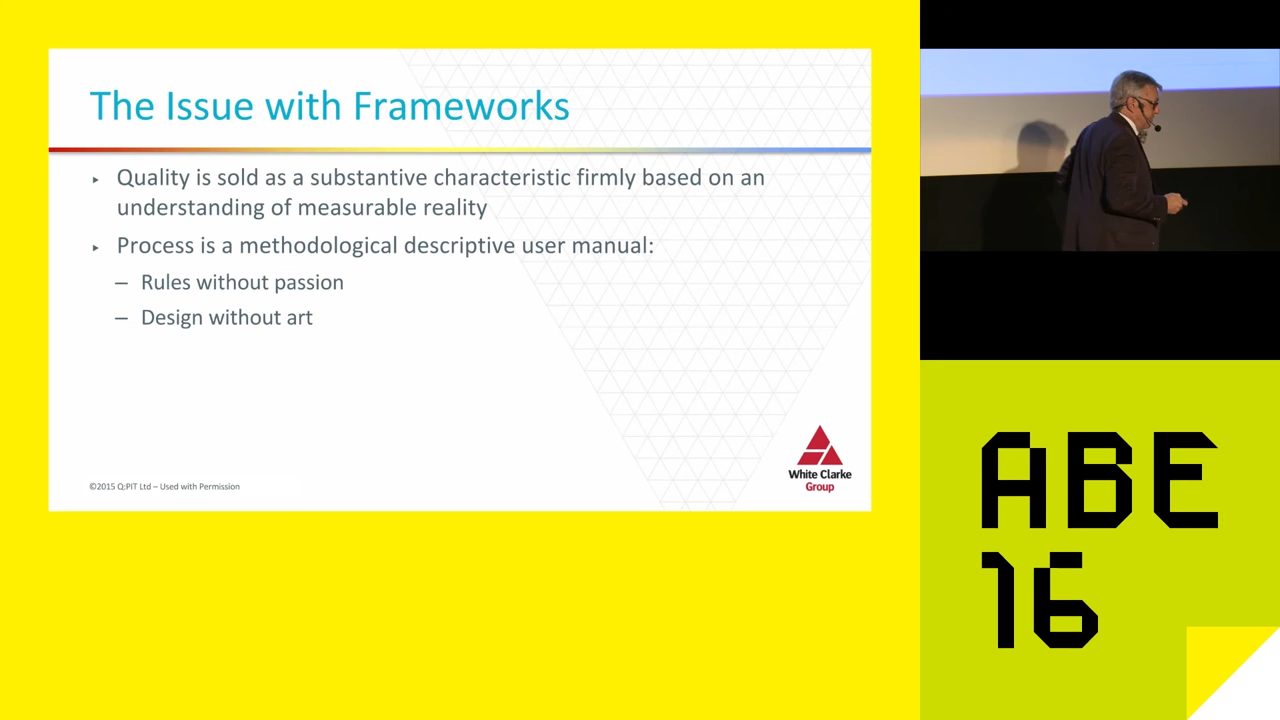 The Issue with Frameworks
Quality is sold as a substantive characteristic firmly based on an
understanding of measurable reality
Process is a methodological descriptive user manual:
– Rules without passion
– Design without art
©2015 Q:PIT Ltd – Used with Permission
White Clarke
Group
ABE
16